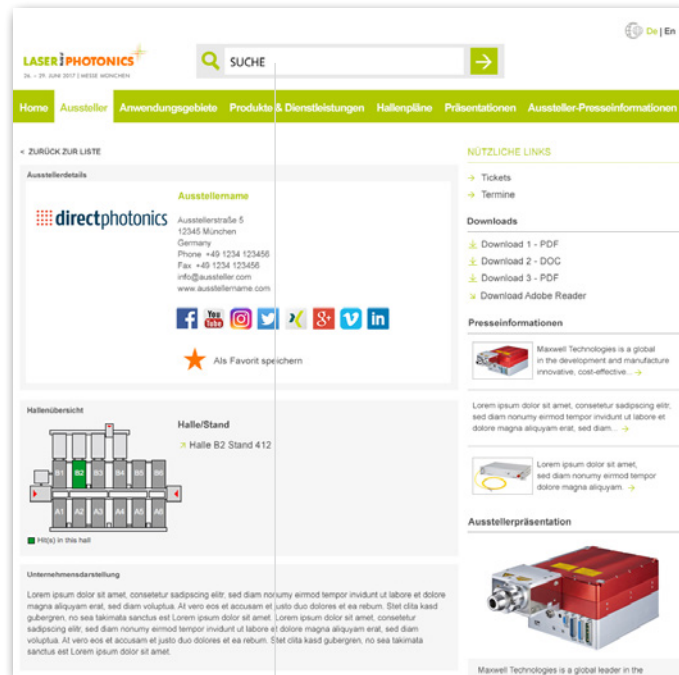 De | En
LASER PHOTONICS
26. – 29. JUNI 2017 | MESSE MÜNCHEN
SUCHE
Home Aussteller Anwendungsgebiete Produkte & Dienstleistungen Hallenpläne Präsentationen Aussteller-Presseinformationen
< ZURÜCK ZUR LISTE
Ausstellerdetails
directphotonics
Ausstellername
Ausstellerstraße 5
12345 München
Germany
Phone +49 1234 123456
Fax +49 1234 123456
info@aussteller.com
www.ausstellername.com
f You Tube g+ in
Als Favorit speichern
Hallenübersicht
Halle/Stand
Halle B2 Stand 412
B1 B2 B3 B4 B5 B6
A1 A2 A3 A4 A5 A6
Hit(s) in this hall
Unternehmensdarstellung
Lorem ipsum dolor sit amet, consetetur sadipscing elitr, sed diam nonumy eirmod tempor invidunt ut labore et dolore
magna aliquyam erat, sed diam voluptua. At vero eos et accusam et justo duo dolores et ea rebum. Stet clita kasd
gubergren, no sea takimata sanctus est Lorem ipsum dolor sit amet. Lorem ipsum dolor sit amet, consetetur
sadipscing elitr, sed diam nonumy eirmod tempor invidunt ut labore et dolore magna aliquyam erat, sed diam
voluptua. At vero eos et accusam et justo duo dolores et ea rebum. Stet clita kasd gubergren, no sea takimata
sanctus est Lorem ipsum dolor sit amet.
NÜTZLICHE LINKS
Tickets
Termine
Downloads
Download 1 - PDF
Download 2 - DOC
Download 3 - PDF
Download Adobe Reader
Presseinformationen
Maxwell Technologies is a global
in the development and manufacture
innovative, cost-effective...
Lorem ipsum dolor sit amet, consetetur sadipscing elitr,
sed diam nonumy eirmod tempor invidunt ut labore et
dolore magna aliquyam erat, sed diam...
Lorem ipsum dolor sit amet,
sed diam nonumy eirmod tempor
dolore magna aliquyam
Ausstellerpräsentation
Maxwell Technologies is a global leader in the